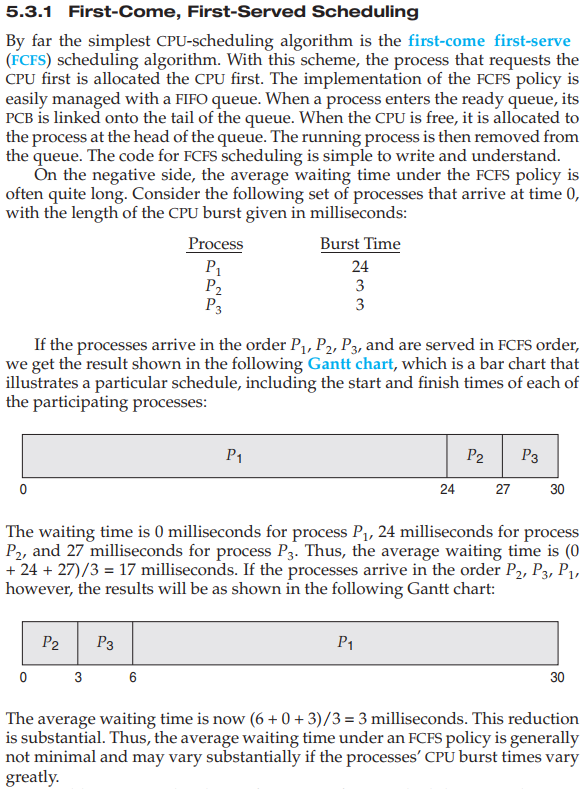 5.3.1 First-Come, First-Served Scheduling
By far the simplest CPU-scheduling algorithm is the first-come first-serve
(FCFS) scheduling algorithm. With this scheme, the process that requests the
CPU first is allocated the CPU first. The implementation of the FCFS policy is
easily managed with a FIFO queue. When a process enters the ready queue, its
PCB is linked onto the tail of the queue. When the CPU is free, it is allocated to
the process at the head of the queue. The running process is then removed from
the queue. The code for FCFS scheduling is simple to write and understand.
On the negative side, the average waiting time under the FCFS policy is
often quite long. Consider the following set of processes that arrive at time 0,
with the length of the CPU burst given in milliseconds:
Process Burst Time
P1 24
P2 3
P3 3
If the processes arrive in the order P1, P2, P3, and are served in FCFS order,
we get the result shown in the following Gantt chart, which is a bar chart that
illustrates a particular schedule, including the start and finish times of each of
the participating processes:
P1 P2 P3
0 24 27 30
The waiting time is 0 milliseconds for process P1, 24 milliseconds for process
P2, and 27 milliseconds for process P3. Thus, the average waiting time is (0
+ 24 + 27)/3 = 17 milliseconds. If the processes arrive in the order P2, P3, P1,
however, the results will be as shown in the following Gantt chart:
P2 P3 P1
0 3 6 30
The average waiting time is now (6 + 0 + 3)/3 = 3 milliseconds. This reduction
is substantial. Thus, the average waiting time under an FCFS policy is generally
not minimal and may vary substantially if the processes’ CPU burst times vary
greatly.